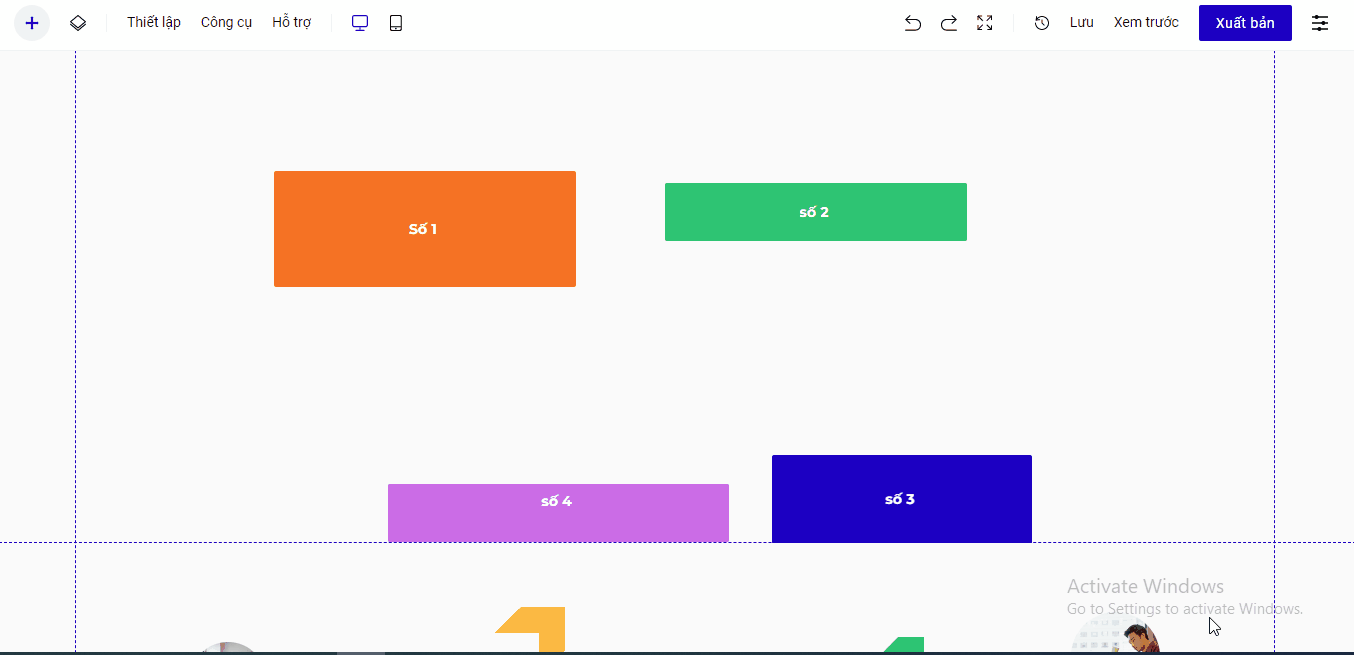 Thiết lập Công cụ Hỗ trợ Lưu Xem trước Xuất bản
Số 1
số 2
số 4
số 3
Activate Windows
Go to Settings to activate Windows.
1